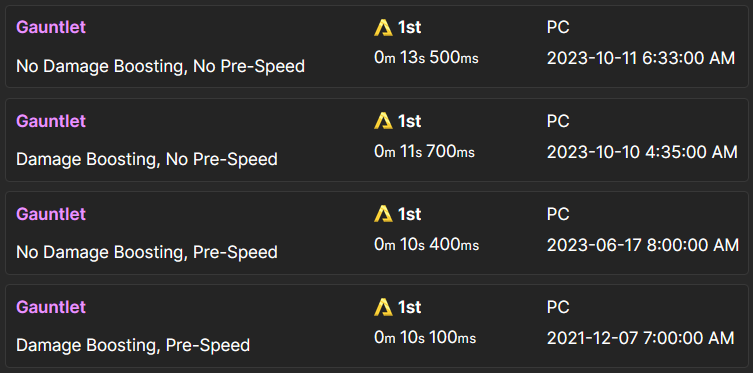 Gauntlet
No Damage Boosting, No Pre-Speed
1st
0m 13s 500ms
PC
2023-10-11 6:33:00 AM
Gauntlet
Damage Boosting, No Pre-Speed
1st
0m 11s 700ms
PC
2023-10-10 4:35:00 AM
Gauntlet
No Damage Boosting, Pre-Speed
1st
0m 10s 400ms
PC
2023-06-17 8:00:00 AM
Gauntlet
Damage Boosting, Pre-Speed
1st
0m 10s 100ms
PC
2021-12-07 7:00:00 AM